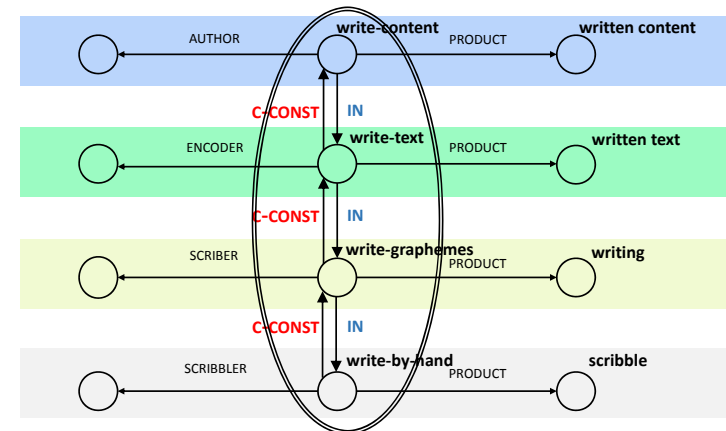 write-content written content
AUTHOR PRODUCT
C-CONST IN
write-text written text
ENCODER PRODUCT
C-CONST IN
write-graphemes writing
SCRIBER PRODUCT
C-CONST IN
write-by-hand scribble
SCRIBBLER PRODUCT